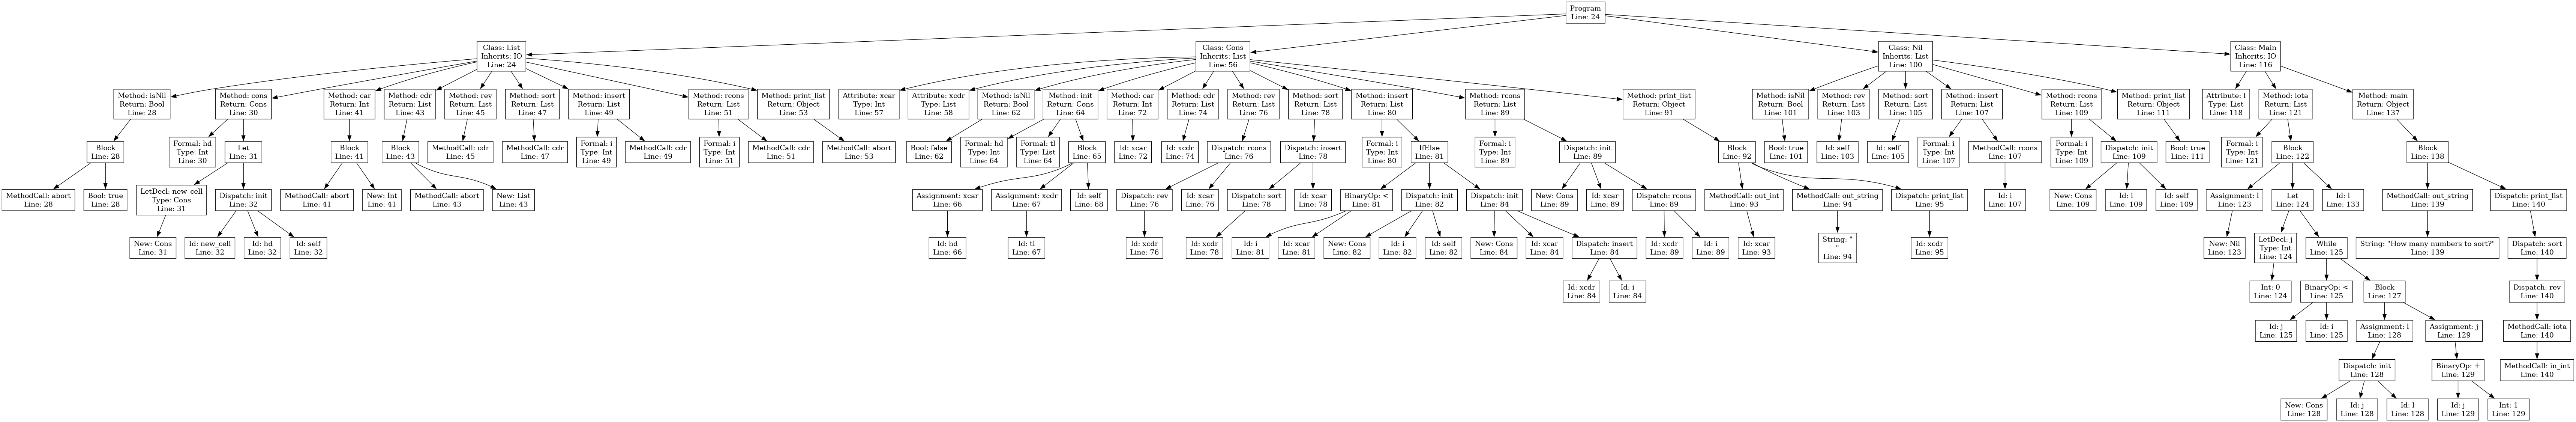 Program
Line: 24
Class: List
Inherits: IO
Line: 24
Class: Cons
Inherits: List
Line: 56
Class: Nil
Inherits: List
Line: 100
Class: Main
Inherits: IO
Line: 116
Method: isNil
Return: Bool
Line: 28
Method: cons
Return: Cons
Line: 30
Method: car
Return: Int
Line: 41
Method: cdr
Return: List
Line: 43
Method: rev
Return: List
Line: 45
Method: sort
Return: List
Line: 47
Method: insert
Return: List
Line: 49
Method: rcons
Return: List
Line: 51
Method: print_list
Return: Object
Line: 53
Attribute: xcar
Type: Int
Line: 57
Attribute: xcdr
Type: List
Line: 58
Method: isNil
Return: Bool
Line: 62
Method: init
Return: Cons
Line: 64
Method: car
Return: Int
Line: 72
Method: cdr
Return: List
Line: 74
Method: rev
Return: List
Line: 76
Method: sort
Return: List
Line: 78
Method: insert
Return: List
Line: 80
Method: rcons
Return: List
Line: 89
Method: print_list
Return: Object
Line: 91
Method: isNil
Return: Bool
Line: 101
Method: rev
Return: List
Line: 103
Method: sort
Return: List
Line: 105
Method: insert
Return: List
Line: 107
Method: rcons
Return: List
Line: 109
Method: print_list
Return: Object
Line: 111
Attribute: l
Type: List
Line: 118
Method: iota
Return: List
Line: 121
Method: main
Return: Object
Line: 137
Block
Line: 28
Formal: hd
Type: Int
Line: 30
Let
Line: 31
Block
Line: 41
Block
Line: 43
MethodCall: cdr
Line: 45
MethodCall: cdr
Line: 47
Formal: i
Type: Int
Line: 49
MethodCall: cdr
Line: 49
Formal: i
Type: Int
Line: 51
MethodCall: cdr
Line: 51
MethodCall: abort
Line: 53
Bool: false
Line: 62
Formal: hd
Type: Int
Line: 64
Formal: tl
Type: List
Line: 64
Block
Line: 65
Id: xcar
Line: 72
Id: xcdr
Line: 74
Dispatch: rcons
Line: 76
Dispatch: insert
Line: 78
Formal: i
Type: Int
Line: 80
IfElse
Line: 81
Formal: i
Type: Int
Line: 89
Dispatch: init
Line: 89
Block
Line: 92
Bool: true
Line: 101
Id: self
Line: 103
Id: self
Line: 105
Formal: i
Type: Int
Line: 107
MethodCall: rcons
Line: 107
Formal: i
Type: Int
Line: 109
Dispatch: init
Line: 109
Bool: true
Line: 111
Formal: i
Type: Int
Line: 121
Block
Line: 122
Block
Line: 138
MethodCall: abort
Line: 28
Bool: true
Line: 28
LetDecl: new_cell
Type: Cons
Line: 31
Dispatch: init
Line: 32
MethodCall: abort
Line: 41
New: Int
Line: 41
MethodCall: abort
Line: 43
New: List
Line: 43
Assignment: xcar
Line: 66
Assignment: xcdr
Line: 67
Id: self
Line: 68
Dispatch: rev
Line: 76
Id: xcar
Line: 76
Dispatch: sort
Line: 78
Id: xcar
Line: 78
BinaryOp: <
Line: 81
Dispatch: init
Line: 82
Dispatch: init
Line: 84
New: Cons
Line: 89
Id: xcar
Line: 89
Dispatch: rcons
Line: 89
MethodCall: out_int
Line: 93
MethodCall: out_string
Line: 94
Dispatch: print_list
Line: 95
Id: i
Line: 107
New: Cons
Line: 109
Id: i
Line: 109
Id: self
Line: 109
Assignment: l
Line: 123
Let
Line: 124
Id: l
Line: 133
MethodCall: out_string
Line: 139
Dispatch: print_list
Line: 140
New: Cons
Line: 31
Id: new_cell
Line: 32
Id: hd
Line: 32
Id: self
Line: 32
Id: hd
Line: 66
Id: tl
Line: 67
Id: xcdr
Line: 76
Id: xcdr
Line: 78
Id: i
Line: 81
Id: xcar
Line: 81
New: Cons
Line: 82
Id: i
Line: 82
Id: self
Line: 82
New: Cons
Line: 84
Id: xcar
Line: 84
Dispatch: insert
Line: 84
Id: xcdr
Line: 89
Id: i
Line: 89
Id: xcar
Line: 93
String: "
"
Line: 94
Id: xcdr
Line: 95
New: Nil
Line: 123
LetDecl: j
Type: Int
Line: 124
While
Line: 125
String: "How many numbers to sort?"
Line: 139
Dispatch: sort
Line: 140
Id: xcdr
Line: 84
Id: i
Line: 84
Int: 0
Line: 124
BinaryOp: <
Line: 125
Block
Line: 127
Dispatch: rev
Line: 140
Id: j
Line: 125
Id: i
Line: 125
Assignment: l
Line: 128
Assignment: j
Line: 129
MethodCall: iota
Line: 140
Dispatch: init
Line: 128
BinaryOp: +
Line: 129
MethodCall: in_int
Line: 140
New: Cons
Line: 128
Id: j
Line: 128
Id: l
Line: 128
Id: j
Line: 129
Int: 1
Line: 129